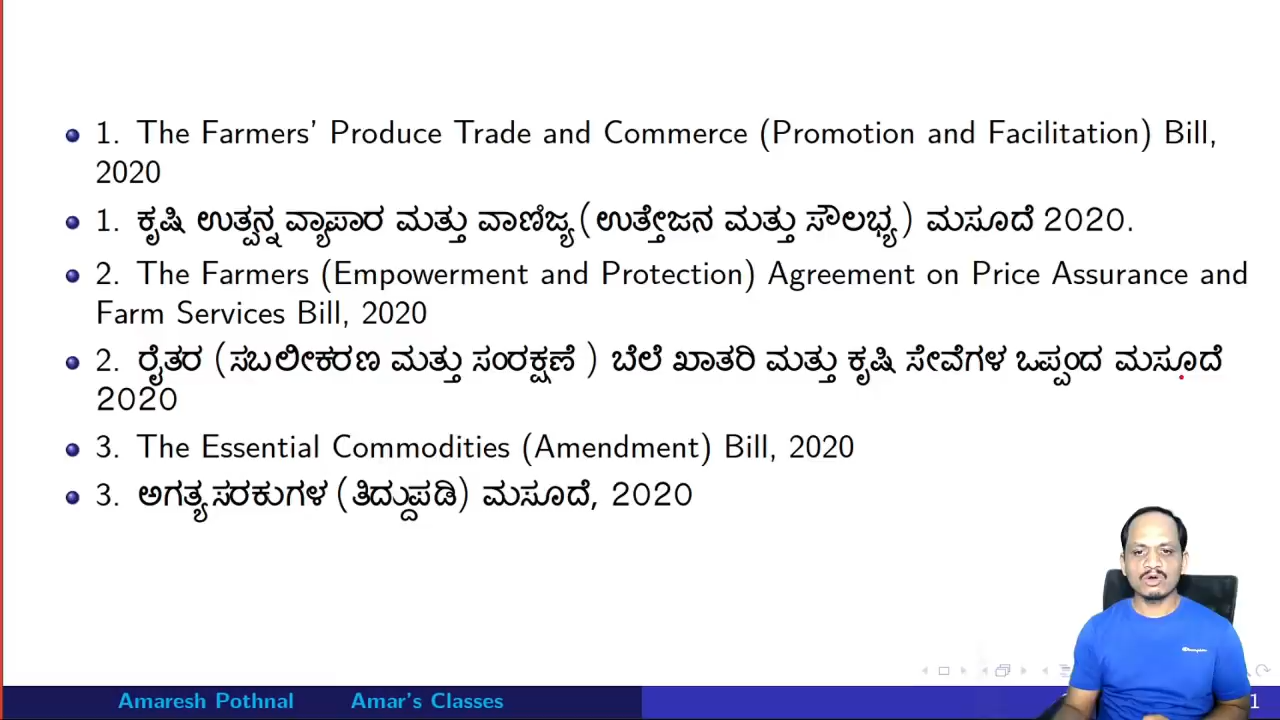 1. The Farmers' Produce Trade and Commerce (Promotion and Facilitation) Bill,
2020
1. ಕೃಷಿ ಉತ್ಪನ್ನ ವ್ಯಾಪಾರ ಮತ್ತು ವಾಣಿಜ್ಯ (ಉತ್ತೇಜನ ಮತ್ತು ಸೌಲಭ್ಯ) ಮಸೂದೆ 2020.
2. The Farmers (Empowerment and Protection) Agreement on Price Assurance and
Farm Services Bill, 2020
2. ರೈತರ (ಸಬಲೀಕರಣ ಮತ್ತು ಸಂರಕ್ಷಣೆ ) ಬೆಲೆ ಖಾತರಿ ಮತ್ತು ಕೃಷಿ ಸೇವೆಗಳ ಒಪ್ಪಂದ ಮಸೂದೆ
2020
3. The Essential Commodities (Amendment) Bill, 2020
3. ಅಗತ್ಯ ಸರಕುಗಳ (ತಿದ್ದುಪಡಿ) ಮಸೂದೆ, 2020
Amaresh Pothnal Amar's Classes 1